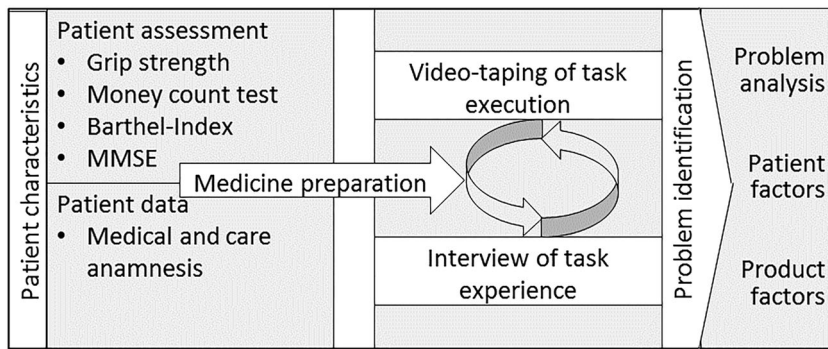 Patient characteristics
Patient assessment
• Grip strength
• Money count test
• Barthel-Index
• MMSE
Patient data
• Medical and care
anamnesis
Medicine preparation
Video-taping of task
execution
Interview of task
experience
Problem identification
Problem
analysis
Patient
factors
Product
factors